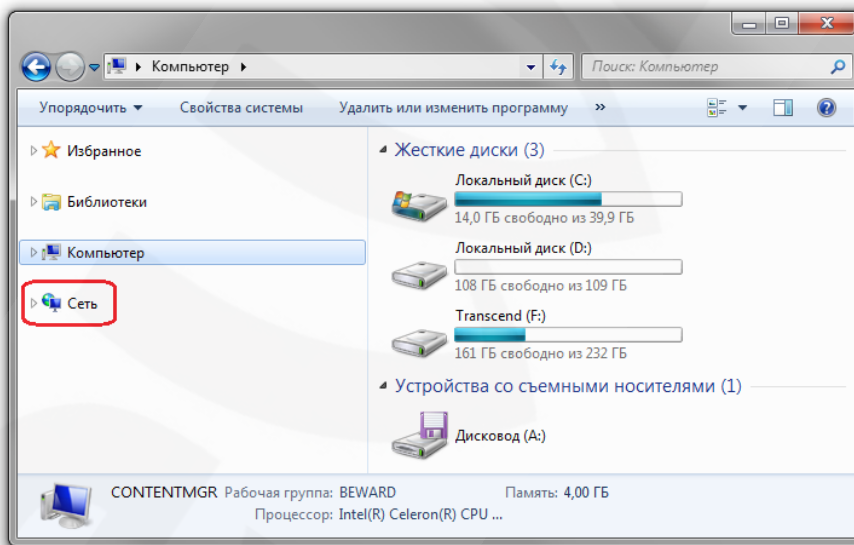 Компьютер
Поиск: Компьютер
Упорядочить Свойства системы Удалить или изменить программу »
Избранное
Библиотеки
Компьютер
Сеть
Жесткие диски (3)
Локальный диск (C:)
14,0 ГБ свободно из 39,9 ГБ
Локальный диск (D:)
108 ГБ свободно из 109 ГБ
Transcend (F:)
161 ГБ свободно из 232 ГБ
Устройства со съемными носителями (1)
Дисковод (A:)
CONTENTMGR Рабочая группа: BEWARD Память: 4,00 ГБ
Процессор: Intel(R) Celeron(R) CPU ...